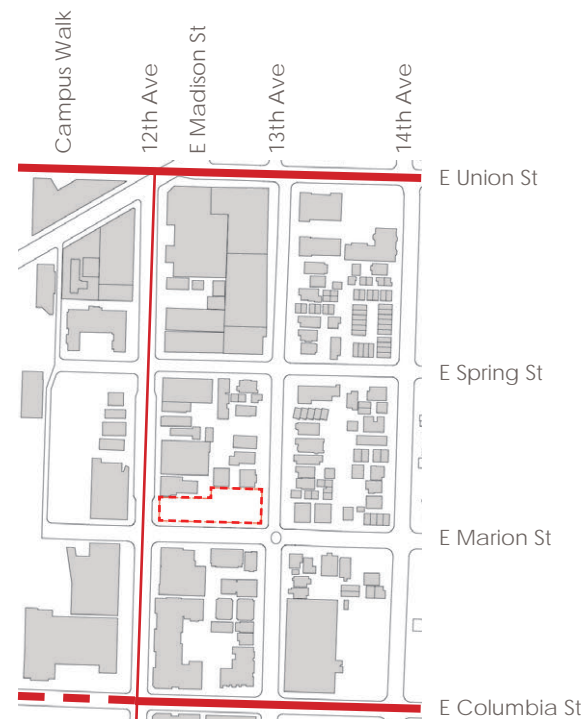 Campus Walk
12th Ave
E Madison St
13th Ave
14th Ave
E Union St
E Spring St
E Marion St
E Columbia St